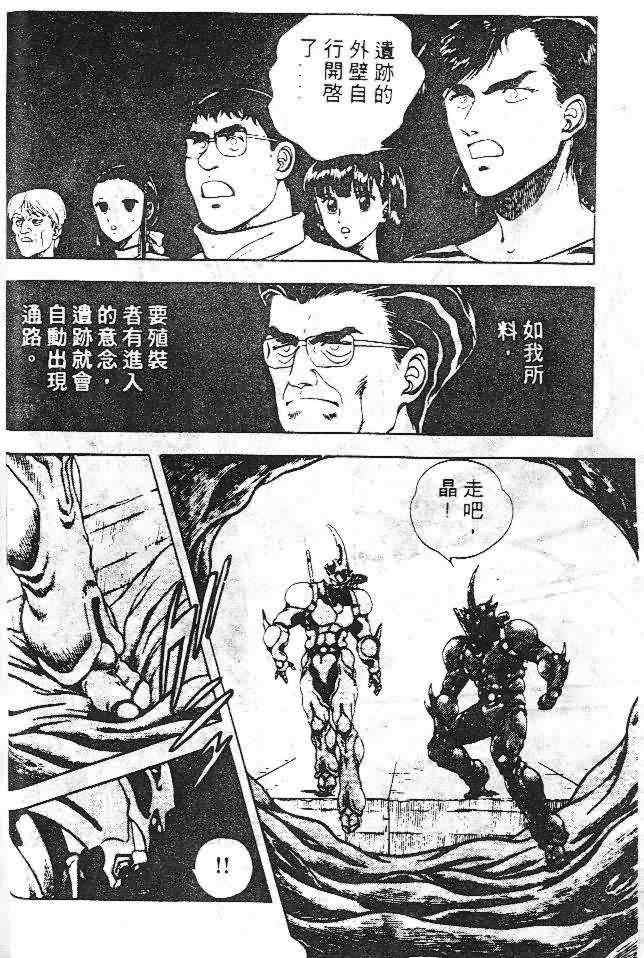 遺跡的
外壁自
行開啓
了……
如我所
料，
要殖裝
者有進入
的意念，
遺跡就會
自動出現
通路。
走吧，
晶！
!!